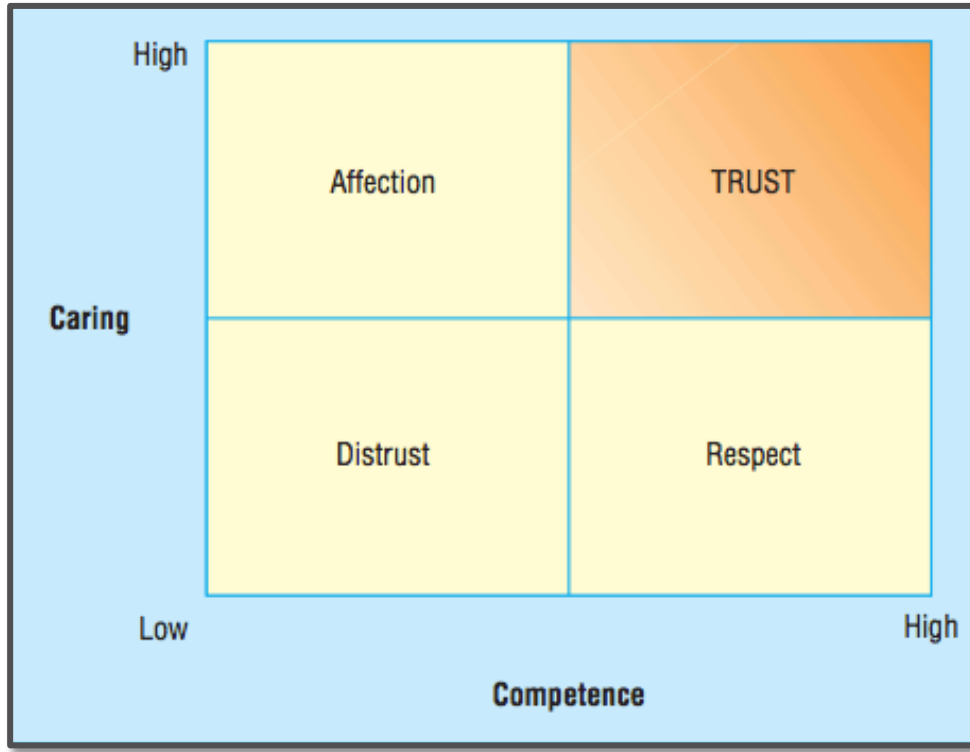 High
Affection
TRUST
Caring
Distrust
Respect
Low
High
Competence